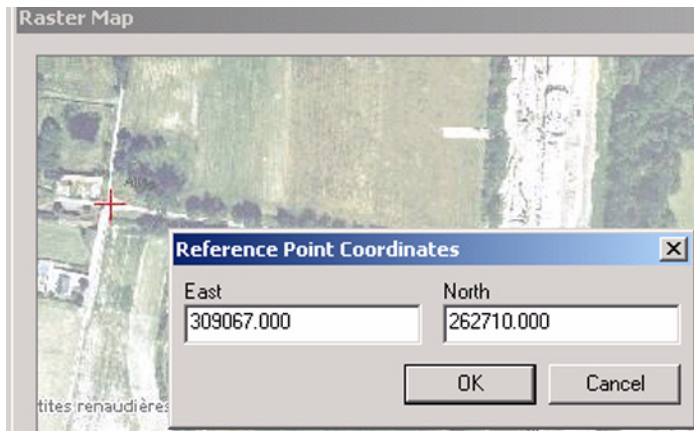 Raster Map
Reference Point Coordinates
East
North
309067.000
262710.000
OK
Cancel
tites renaudières